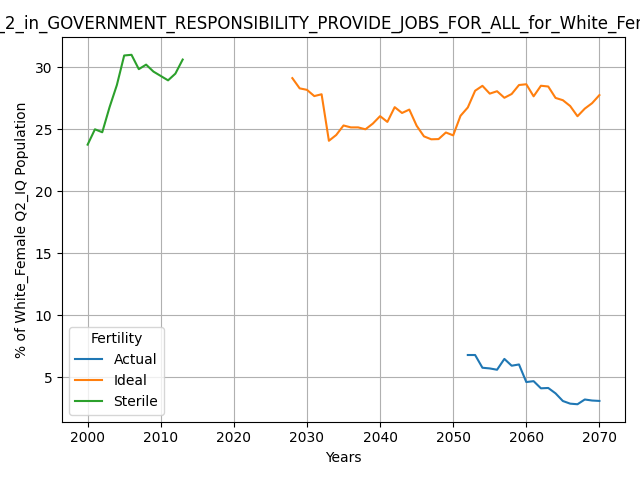 _2_in_GOVERNMENT_RESPONSIBILITY_PROVIDE_JOBS_FOR_ALL_for_White_Fem
% of White_Female Q2_IQ Population
30
25
20
15
10
5
Fertility
Actual
Ideal
Sterile
2000 2010 2020 2030 2040 2050 2060 2070
Years